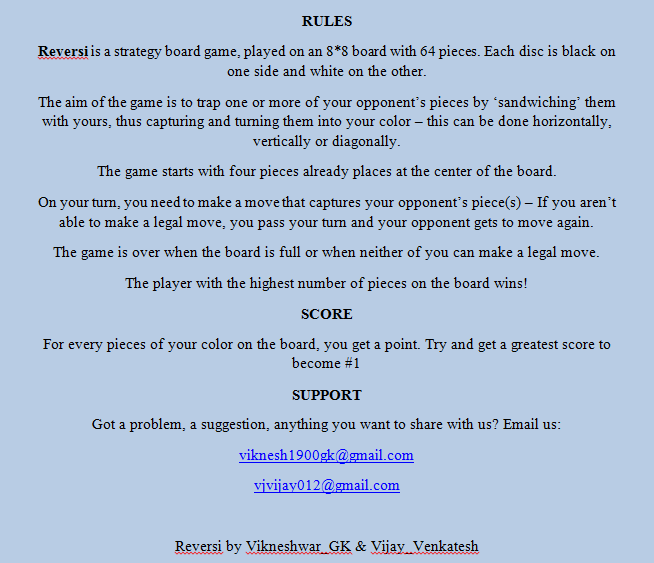 RULES
Reversi is a strategy board game, played on an 8*8 board with 64 pieces. Each disc is black on
one side and white on the other.
The aim of the game is to trap one or more of your opponent’s pieces by ‘sandwiching’ them
with yours, thus capturing and turning them into your color – this can be done horizontally,
vertically or diagonally.
The game starts with four pieces already places at the center of the board.
On your turn, you need to make a move that captures your opponent’s piece(s) – If you aren’t
able to make a legal move, you pass your turn and your opponent gets to move again.
The game is over when the board is full or when neither of you can make a legal move.
The player with the highest number of pieces on the board wins!
SCORE
For every pieces of your color on the board, you get a point. Try and get a greatest score to
become #1
SUPPORT
Got a problem, a suggestion, anything you want to share with us? Email us:
viknesh1900gk@gmail.com
vjvijay012@gmail.com
Reversi by Vikneshwar_GK & Vijay_Venkatesh